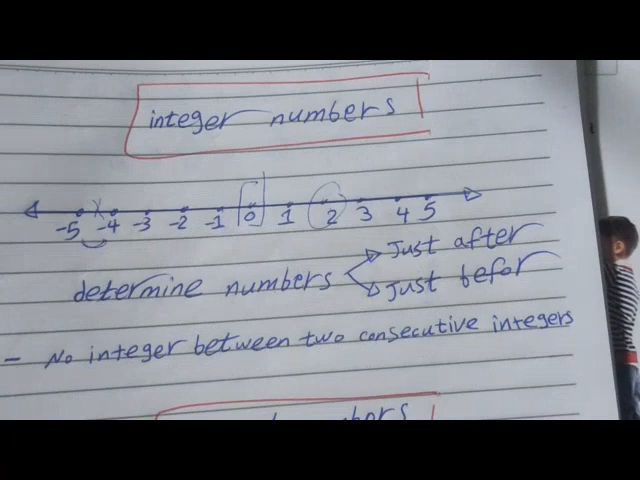 integer numbers
-5 -4 -3 -2 -1 0 1 2 3 4 5
Just after
determine numbers
Just befor
- No integer between two consecutive integers
numbers